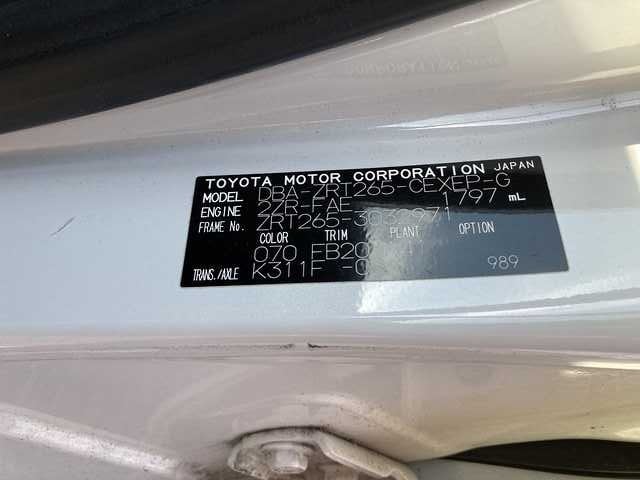 TOYOTA MOTOR CORPORATION JAPAN
MODEL DBA-ZRT265-CEXEP-G
ENGINE 2ZR-FAE 1797 mL
FRAME No. ZRT265-3032971
COLOR TRIM PLANT OPTION
070 FB20
TRANS./AXLE K311F -0 989